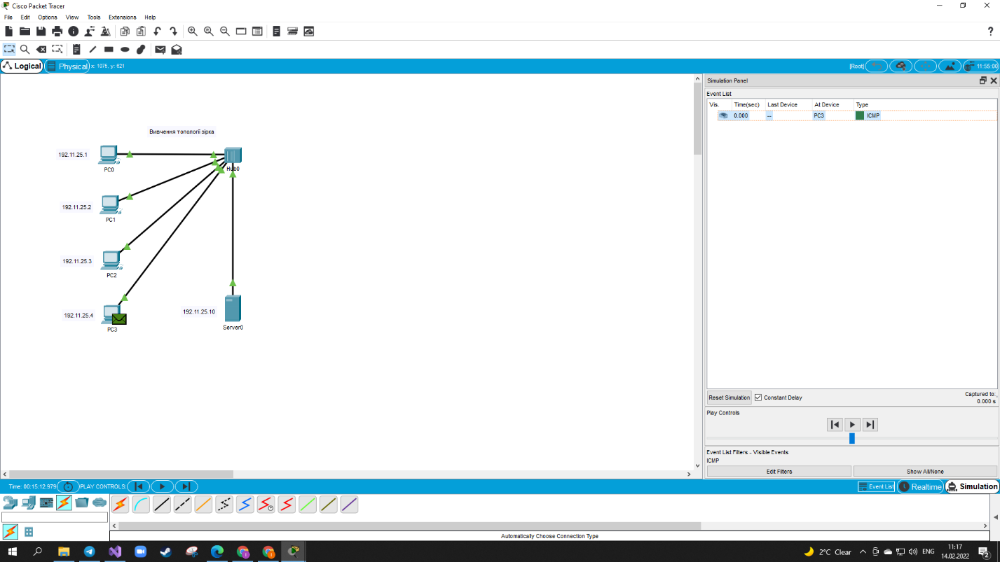 Cisco Packet Tracer
File Edit Options View Tools Extensions Help
?
Logical Physical x: 1075, y: 621 [Root] 11:55:00
Simulation Panel
Event List
Vis. Time(sec) Last Device At Device Type
0.000 -- PC3 ICMP
Вивчення топології зірка
192.11.25.1
PC0
Hub0
192.11.25.2
PC1
192.11.25.3
PC2
192.11.25.4
PC3
192.11.25.10
Server0
Reset Simulation Constant Delay
Captured to:
0.000 s
Play Controls
Event List Filters - Visible Events
ICMP
Edit Filters Show All/None
Time: 00:15:12.979 PLAY CONTROLS: Event List Realtime Simulation
Automatically Choose Connection Type
2°C Clear ENG 11:17
14.02.2022 2